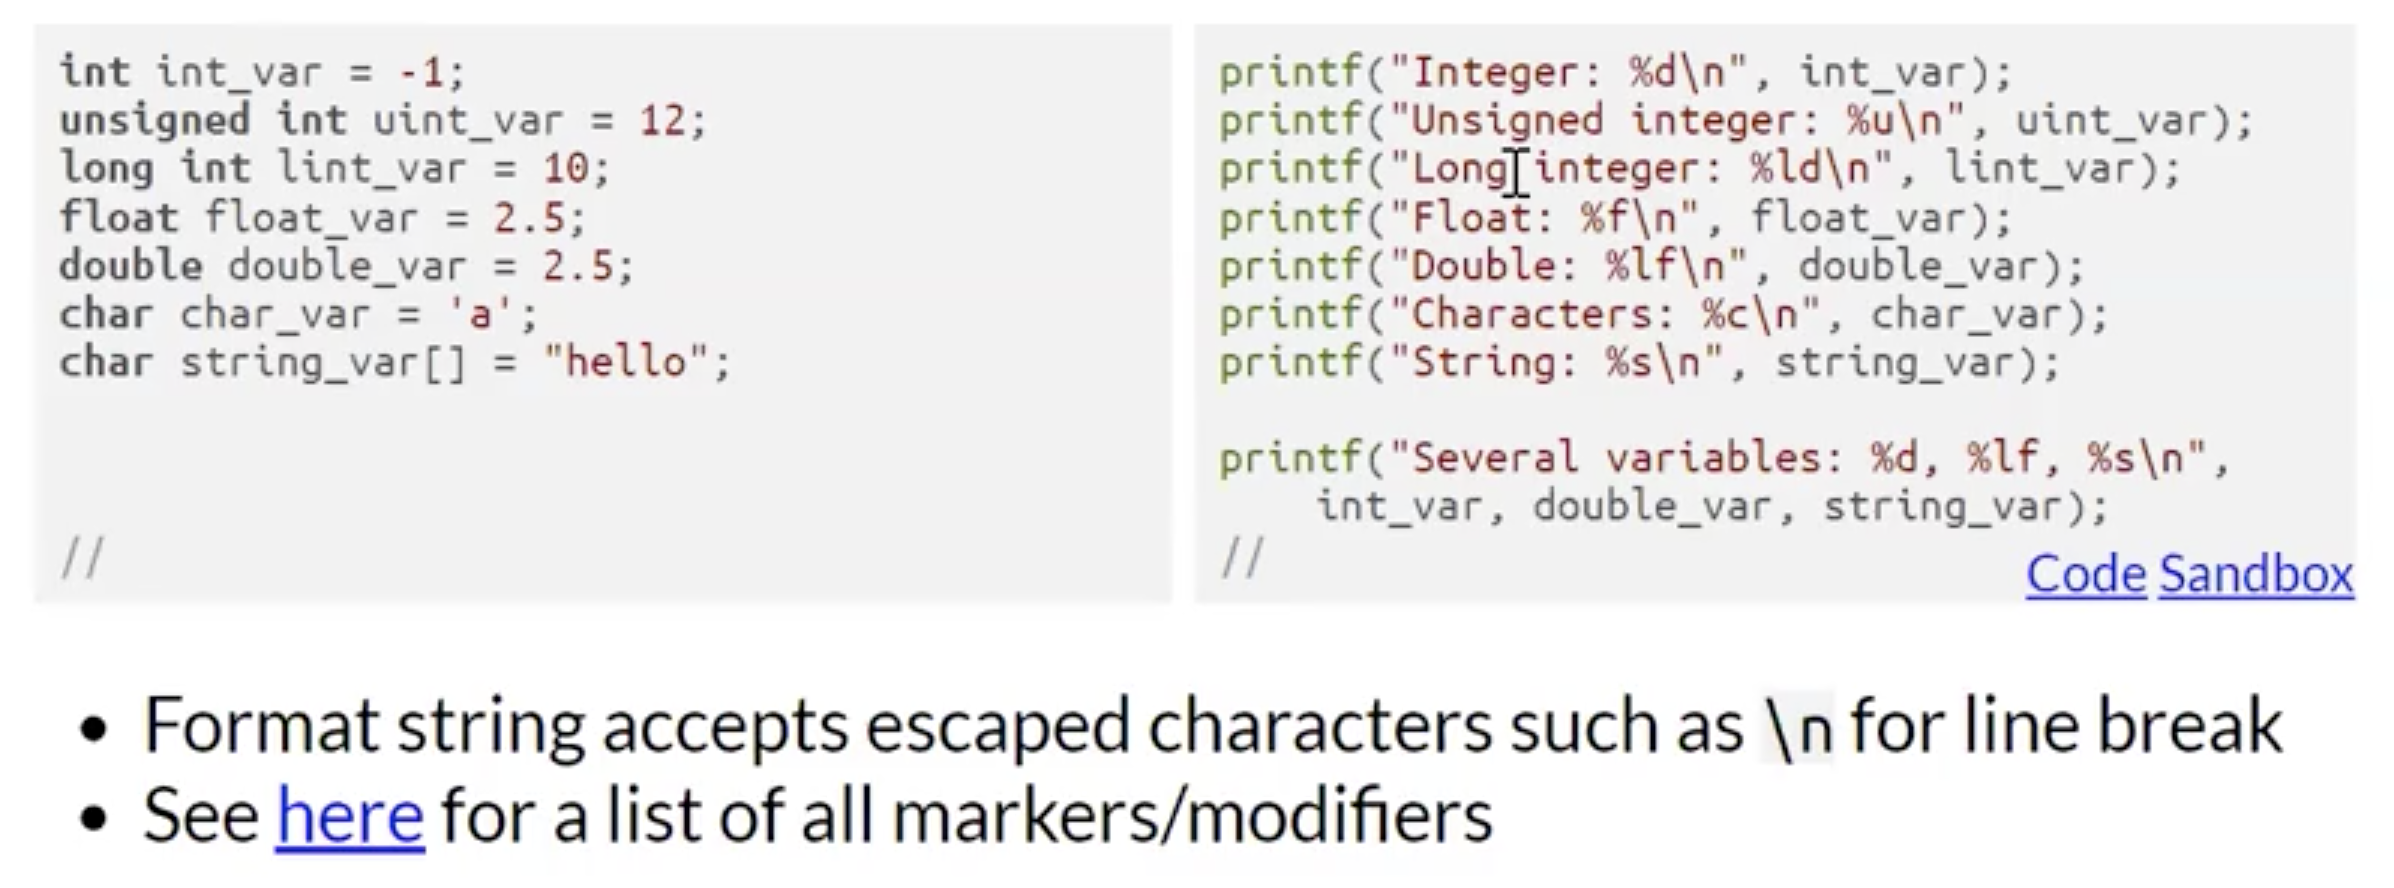 int int_var = -1;
unsigned int uint_var = 12;
long int lint_var = 10;
float float_var = 2.5;
double double_var = 2.5;
char char_var = 'a';
char string_var[] = "hello";
//
printf("Integer: %d\n", int_var);
printf("Unsigned integer: %u\n", uint_var);
printf("Long integer: %ld\n", lint_var);
printf("Float: %f\n", float_var);
printf("Double: %lf\n", double_var);
printf("Characters: %c\n", char_var);
printf("String: %s\n", string_var);
printf("Several variables: %d, %lf, %s\n",
    int_var, double_var, string_var);
//
Code Sandbox
• Format string accepts escaped characters such as \n for line break
• See here for a list of all markers/modifiers